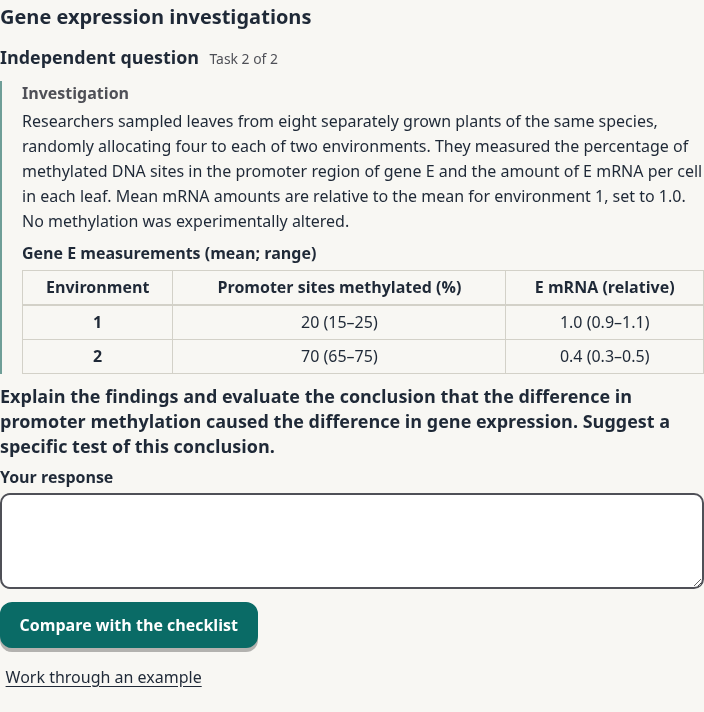 Gene expression investigations
Independent question Task 2 of 2
Investigation
Researchers sampled leaves from eight separately grown plants of the same species,
randomly allocating four to each of two environments. They measured the percentage of
methylated DNA sites in the promoter region of gene E and the amount of E mRNA per cell
in each leaf. Mean mRNA amounts are relative to the mean for environment 1, set to 1.0.
No methylation was experimentally altered.
Gene E measurements (mean; range)
Environment Promoter sites methylated (%) E mRNA (relative)
1 20 (15–25) 1.0 (0.9–1.1)
2 70 (65–75) 0.4 (0.3–0.5)
Explain the findings and evaluate the conclusion that the difference in
promoter methylation caused the difference in gene expression. Suggest a
specific test of this conclusion.
Your response
Compare with the checklist
Work through an example